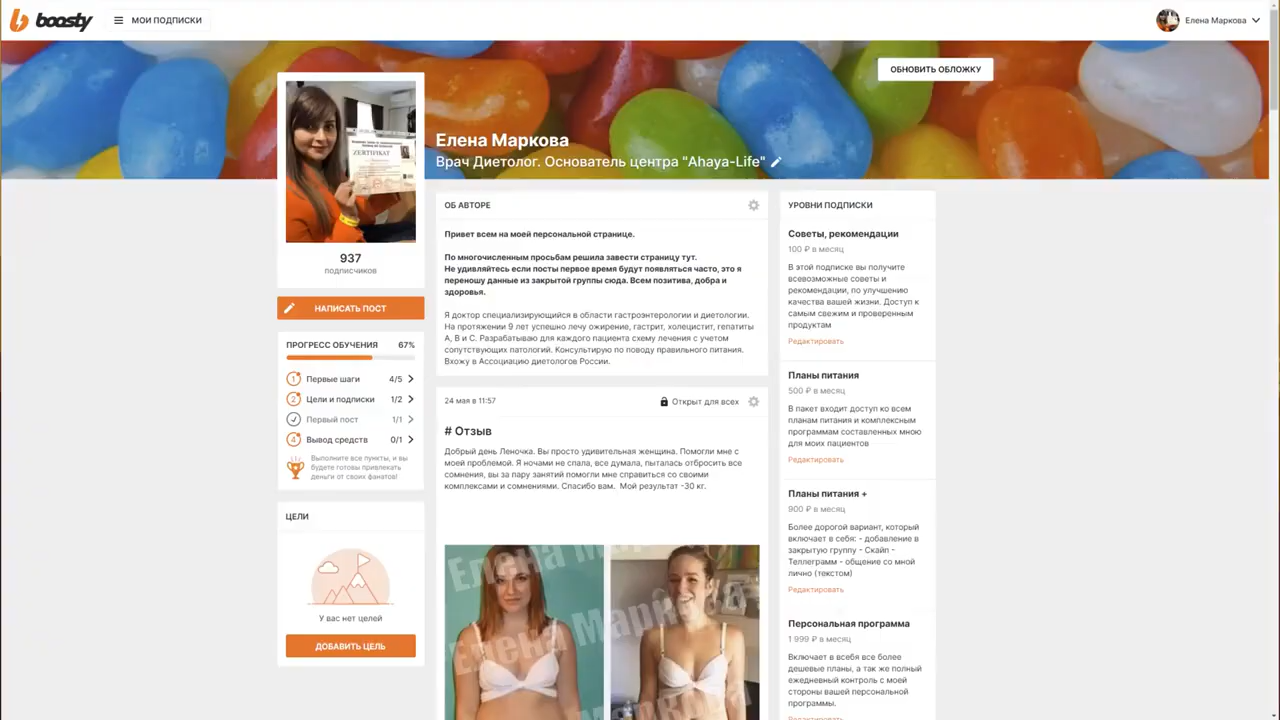 boosty
МОИ ПОДПИСКИ
Елена Маркова
ОБНОВИТЬ ОБЛОЖКУ
ZERTIFIKAT
Елена Маркова
Врач Диетолог. Основатель центра "Ahaya-Life"
937
подписчиков
НАПИСАТЬ ПОСТ
ПРОГРЕСС ОБУЧЕНИЯ 67%
1 Первые шаги 4/5
2 Цели и подписки 1/2
Первый пост 1/1
4 Вывод средств 0/1
Выполните все пункты, и вы
будете готовы привлекать
деньги от своих фанатов!
ЦЕЛИ
У вас нет целей
ДОБАВИТЬ ЦЕЛЬ
ОБ АВТОРЕ
Привет всем на моей персональной странице.
По многочисленным просьбам решила завести страницу тут.
Не удивляйтесь если посты первое время будут появляться часто, это я
переношу данные из закрытой группы сюда. Всем позитива, добра и
здоровья.
Я доктор специализирующийся в области гастроэнтерологии и диетологии.
На протяжении 9 лет успешно лечу ожирение, гастрит, холецистит, гепатиты
А, В и С. Разрабатываю для каждого пациента схему лечения с учетом
сопутствующих патологий. Консультирую по поводу правильного питания.
Вхожу в Ассоциацию диетологов России.
24 мая в 11:57 Открыт для всех
# Отзыв
Добрый день Леночка. Вы просто удивительная женщина. Помогли мне с
моей проблемой. Я ночами не спала, все думала, пыталась отбросить все
сомнения, вы за пару занятий помогли мне справиться со своими
комплексами и сомнениями. Спасибо вам. Мой результат -30 кг.
УРОВНИ ПОДПИСКИ
Советы, рекомендации
100 ₽ в месяц
В этой подписке вы получите
всевозможные советы и
рекомендации, по улучшению
качества вашей жизни. Доступ к
самым свежим и проверенным
продуктам
Редактировать
Планы питания
500 ₽ в месяц
В пакет входит доступ ко всем
планам питания и комплексным
программам составленных мною
для моих пациентов
Редактировать
Планы питания +
900 ₽ в месяц
Более дорогой вариант, который
включает в себя: - добавление в
закрытую группу - Скайп -
Теллеграмм - общение со мной
лично (текстом)
Редактировать
Персональная программа
1 999 ₽ в месяц
Включает в всебя все более
дешевые планы, а так же полный
ежедневный контроль с моей
стороны вашей персональной
программы.
Редактировать